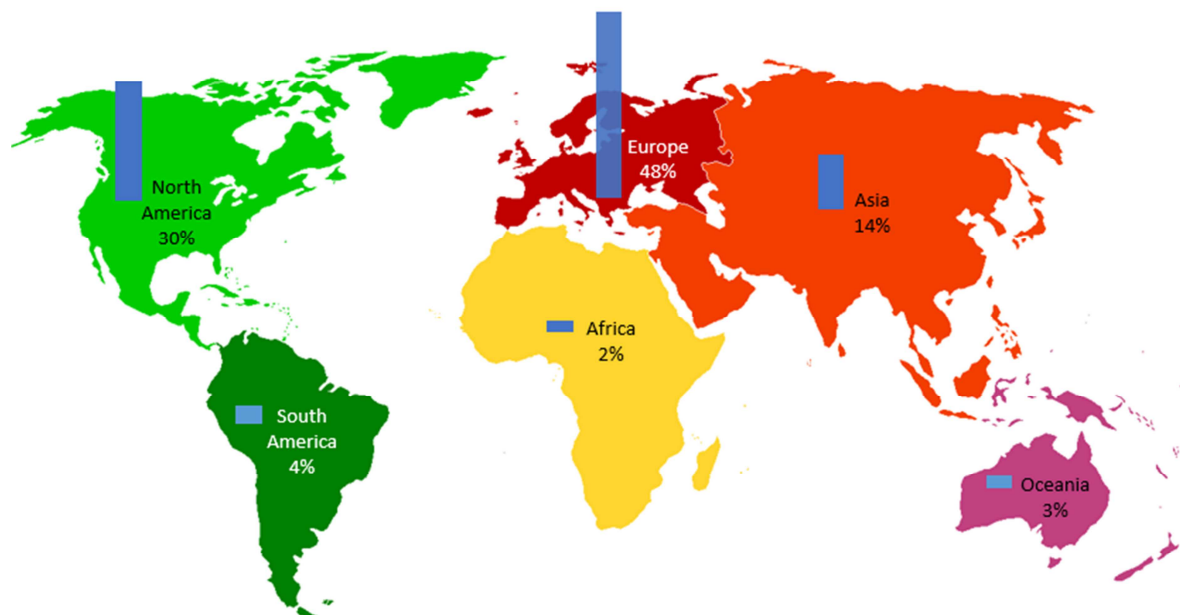 North
America
30%
Europe
48%
Asia
14%
Africa
2%
South
America
4%
Oceania
3%